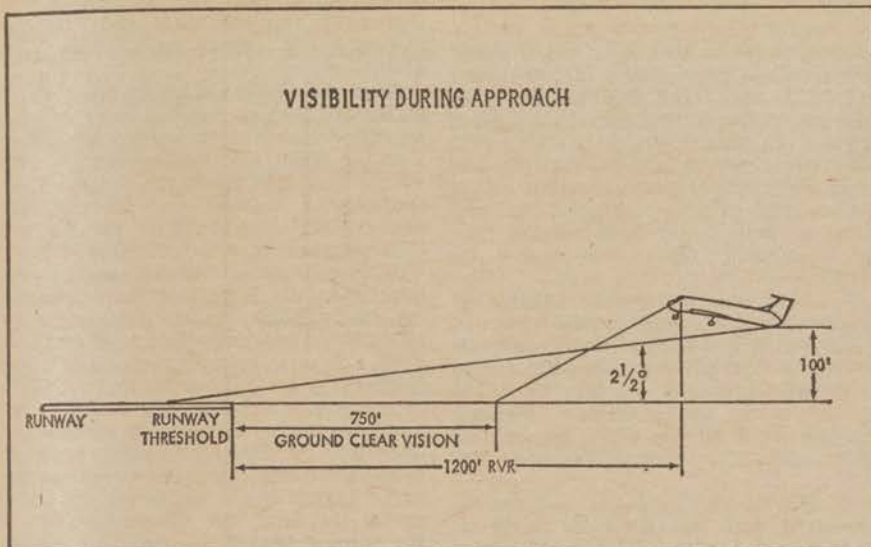 VISIBILITY DURING APPROACH
100'
2½°
RUNWAY
RUNWAY
THRESHOLD
750'
GROUND CLEAR VISION
1200' RVR